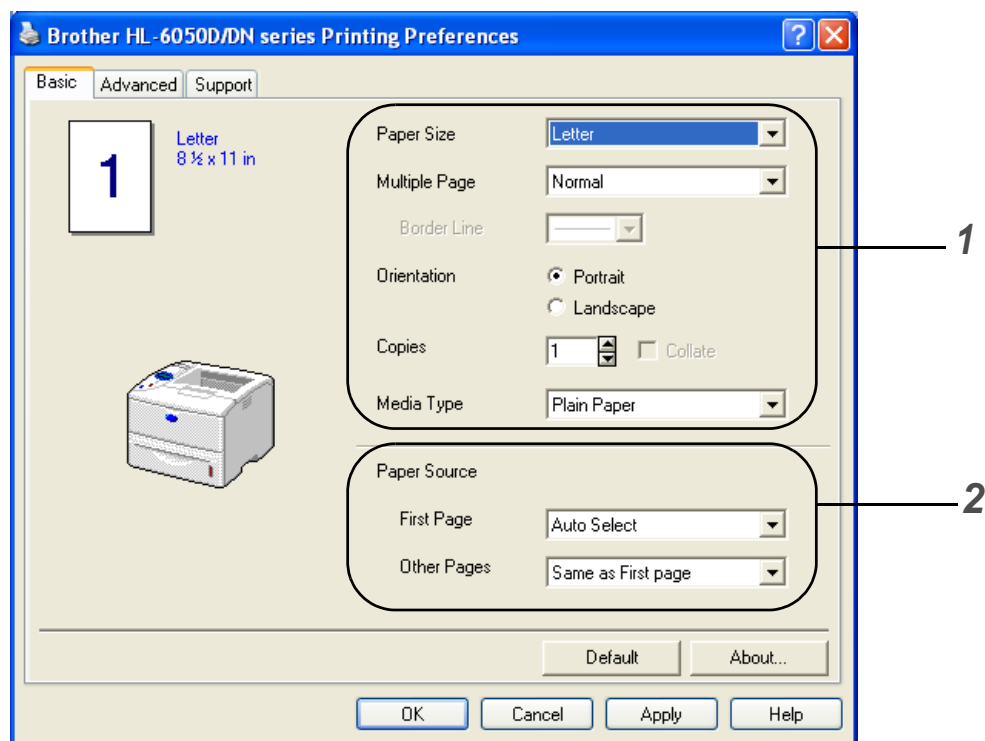 Brother HL-6050D/DN series Printing Preferences
Basic Advanced Support
1
Letter
8 ½ x 11 in
Paper Size Letter
Multiple Page Normal
Border Line
Orientation Portrait
Landscape
Copies 1 Collate
Media Type Plain Paper
1
Paper Source
First Page Auto Select
Other Pages Same as First page
2
Default About...
OK Cancel Apply Help